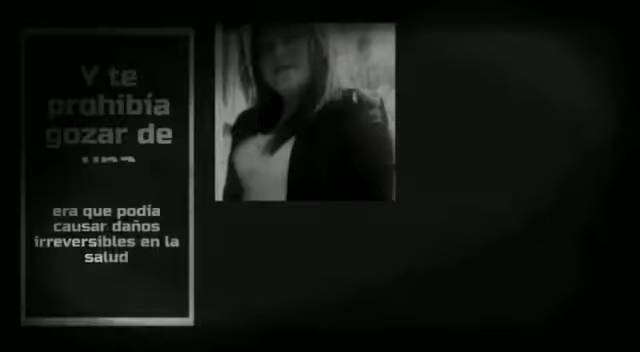 Y te
prohibía
gozar de
era que podía
causar daños
irreversibles en la
salud